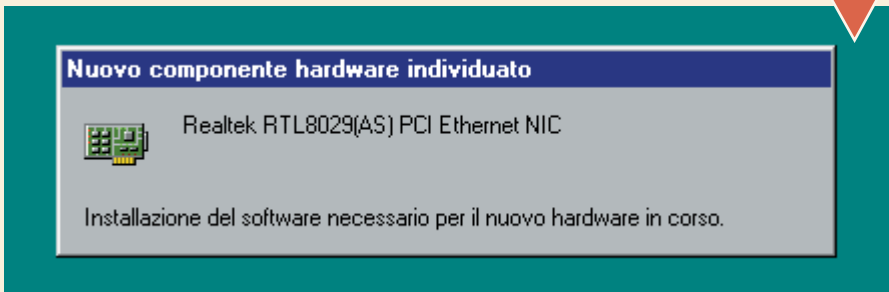 Nuovo componente hardware individuato
Realtek RTL8029(AS) PCI Ethernet NIC
Installazione del software necessario per il nuovo hardware in corso.